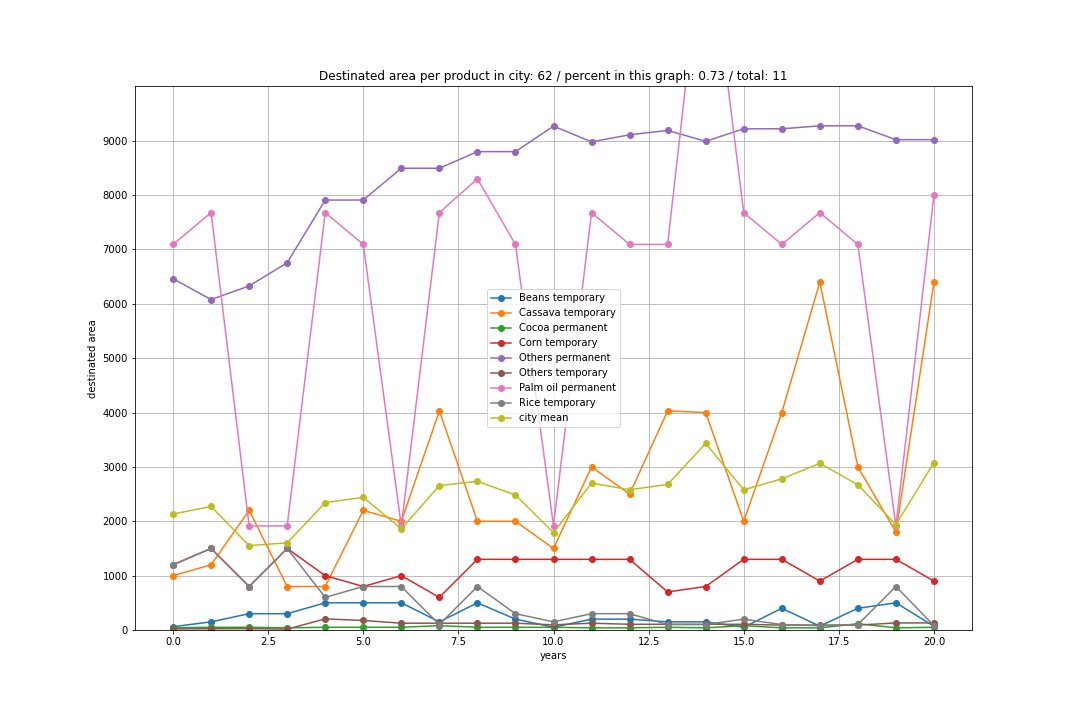 Destinated area per product in city: 62 / percent in this graph: 0.73 / total: 11
9000
8000
7000
6000
5000
4000
3000
2000
1000
0
destinated area
Beans temporary
Cassava temporary
Cocoa permanent
Corn temporary
Others permanent
Others temporary
Palm oil permanent
Rice temporary
city mean
0.0 2.5 5.0 7.5 10.0 12.5 15.0 17.5 20.0
years